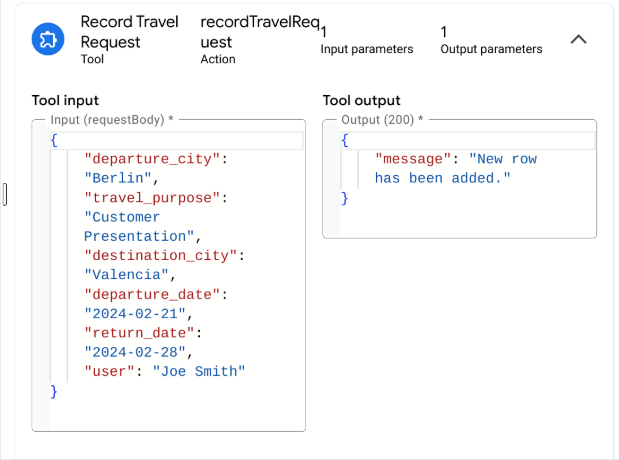 Record Travel
Request
Tool
recordTravelReq
uest
Action
1
Input parameters
1
Output parameters
Tool input
Input (requestBody) *
{
"departure_city":
"Berlin",
"travel_purpose":
"Customer
Presentation",
"destination_city":
"Valencia",
"departure_date":
"2024-02-21",
"return_date":
"2024-02-28",
"user": "Joe Smith"
}
Tool output
Output (200) *
{
"message": "New row
has been added."
}